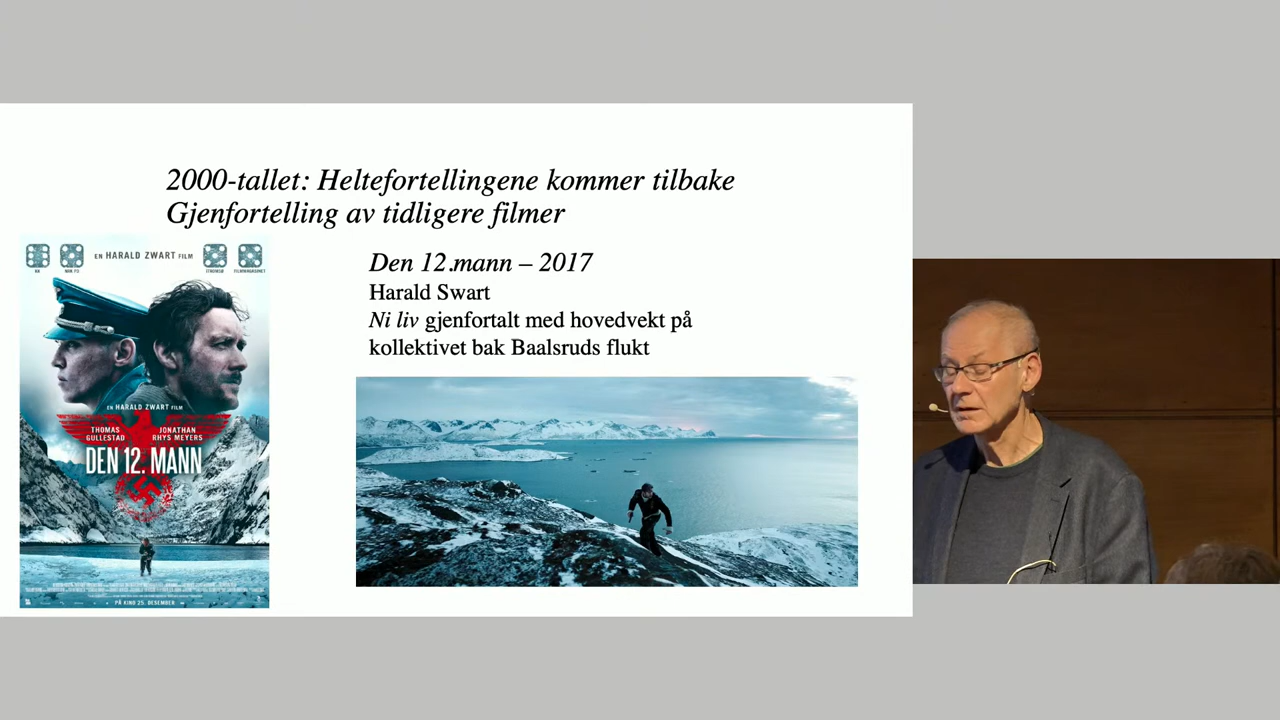 2000-tallet: Heltefortellingene kommer tilbake
Gjenfortelling av tidligere filmer
EN HARALD ZWART FILM
Den 12.mann – 2017
Harald Swart
Ni liv gjenfortalt med hovedvekt på
kollektivet bak Baalsruds flukt
EN HARALD ZWART FILM
THOMAS GULLESTAD
JONATHAN RHYS MEYERS
DEN 12. MANN
PÅ KINO 25. DESEMBER